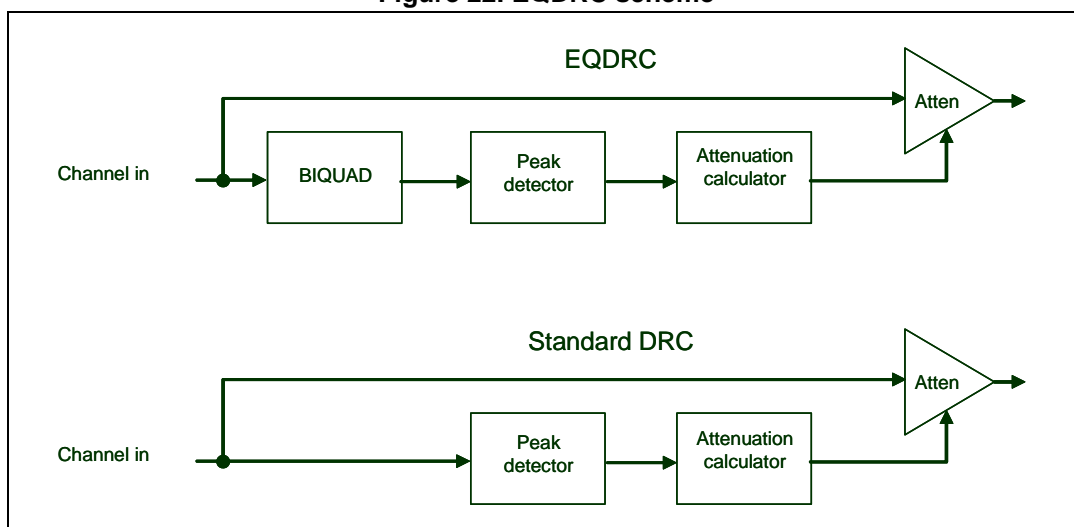 Figure 22. EQDRC scheme
EQDRC
Atten
Channel in
BIQUAD
Peak
detector
Attenuation
calculator
Standard DRC
Atten
Channel in
Peak
detector
Attenuation
calculator